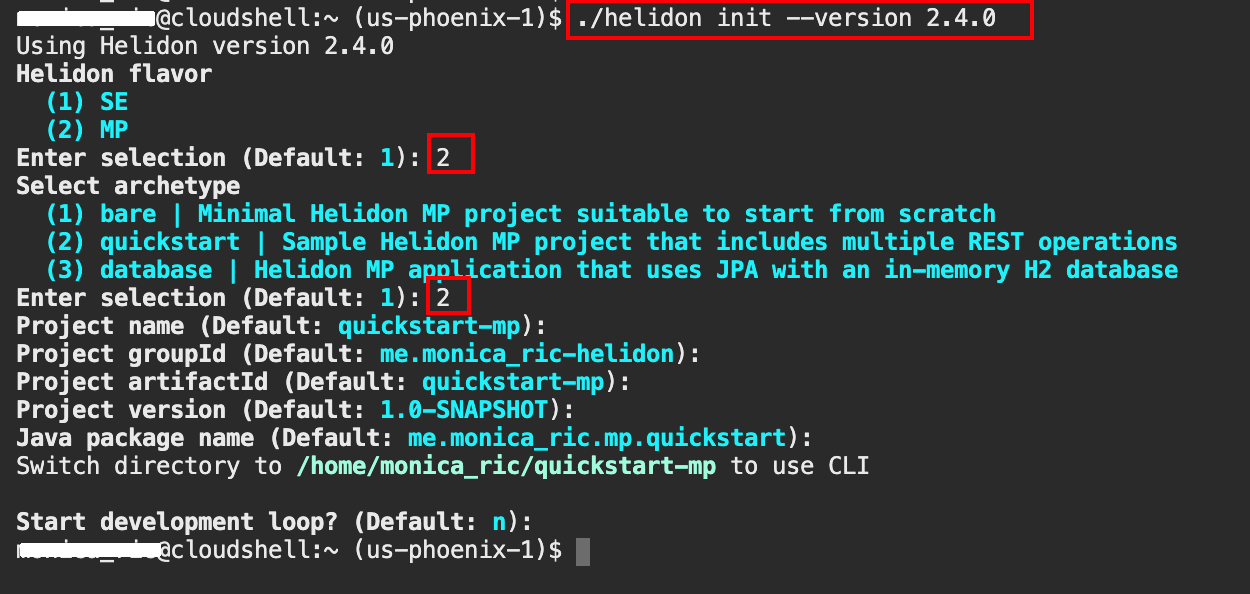 @cloudshell:~ (us-phoenix-1)$ ./helidon init --version 2.4.0
Using Helidon version 2.4.0
Helidon flavor
(1) SE
(2) MP
Enter selection (Default: 1): 2
Select archetype
(1) bare | Minimal Helidon MP project suitable to start from scratch
(2) quickstart | Sample Helidon MP project that includes multiple REST operations
(3) database | Helidon MP application that uses JPA with an in-memory H2 database
Enter selection (Default: 1): 2
Project name (Default: quickstart-mp):
Project groupId (Default: me.monica_ric-helidon):
Project artifactId (Default: quickstart-mp):
Project version (Default: 1.0-SNAPSHOT):
Java package name (Default: me.monica_ric.mp.quickstart):
Switch directory to /home/monica_ric/quickstart-mp to use CLI
Start development loop? (Default: n):
@cloudshell:~ (us-phoenix-1)$